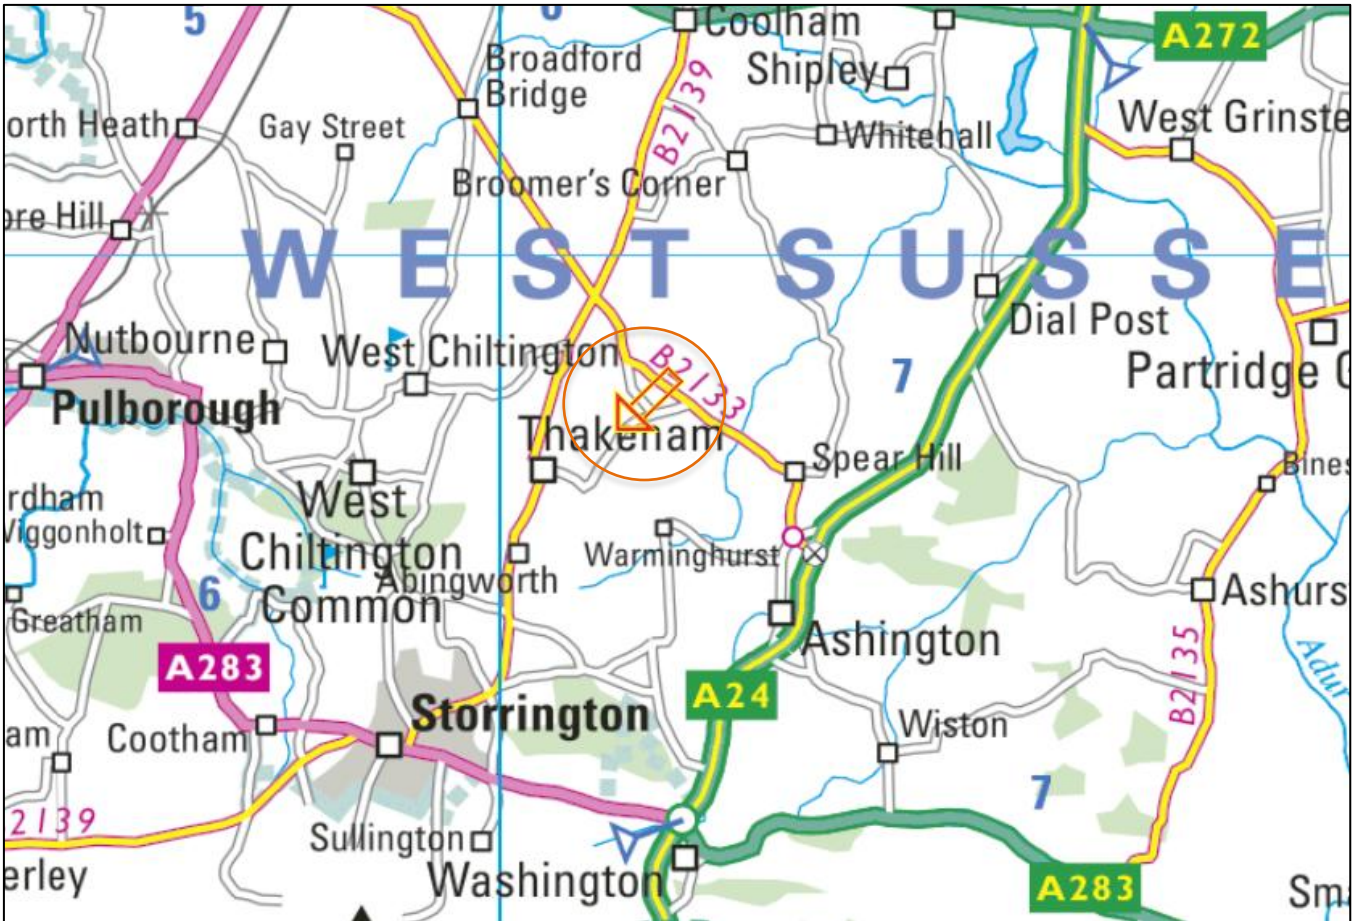 5
6
Coolham
A272
Broadford
Bridge
Shipley
B2139
West Grinste
orth Heath
Gay Street
Whitehall
Broomer's Corner
ore Hill
WEST SUSSE
Dial Post
Nutbourne
West Chiltington
B2133
7
Partridge G
Pulborough
Thakeham
Spear Hill
Bines
West
Chiltington
Common
rdham
Wiggonholt
Warminghurst
Abingworth
6
Greatham
Ashurs
Ashington
Adur
A283
B2135
A24
Storrington
Wiston
am
Cootham
7
2139
Sullington
erley
Washington
A283
Sm